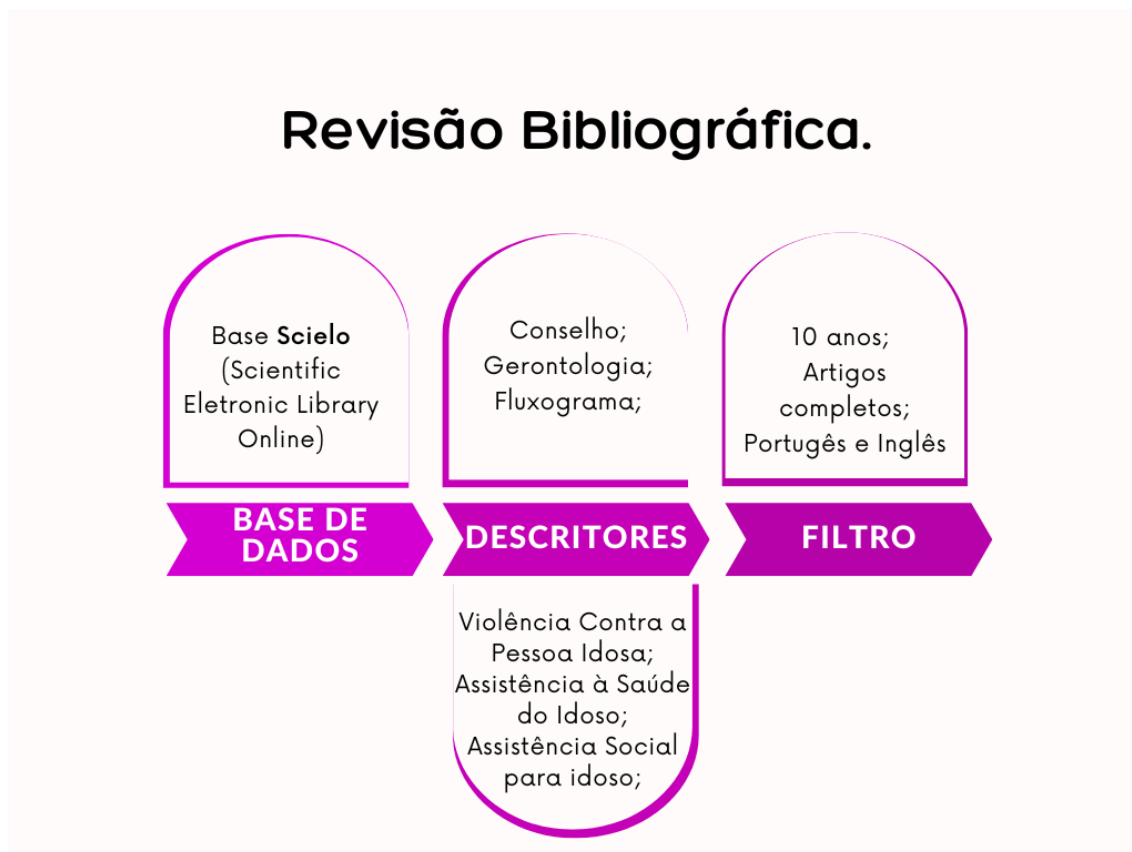 Revisão Bibliográfica.
Base Scielo
(Scientific
Eletronic Library
Online)
BASE DE
DADOS
Conselho;
Gerontologia;
Fluxograma;
DESCRITORES
Violência Contra a
Pessoa Idosa;
Assistência à Saúde
do Idoso;
Assistência Social
para idoso;
10 anos;
Artigos
completos;
Portugês e Inglês
FILTRO